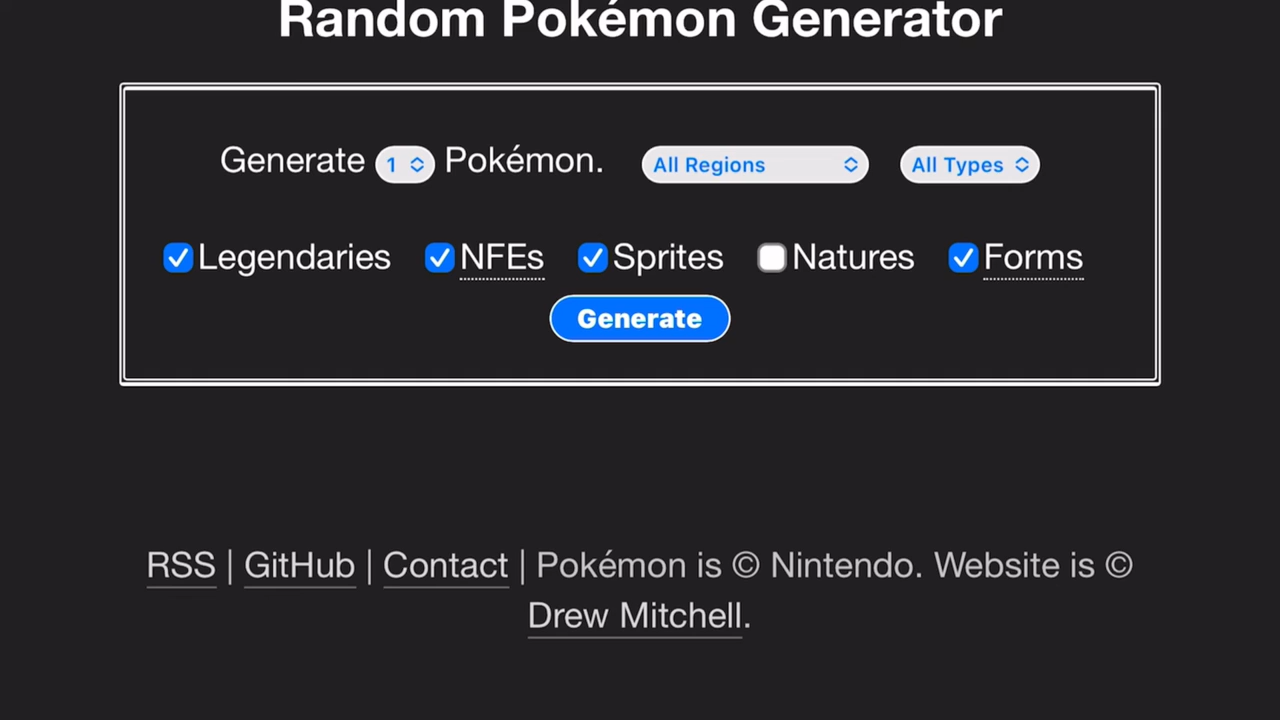 Random Pokémon Generator
Generate 1 Pokémon. All Regions All Types
Legendaries NFEs Sprites Natures Forms
Generate
RSS | GitHub | Contact | Pokémon is © Nintendo. Website is ©
Drew Mitchell.